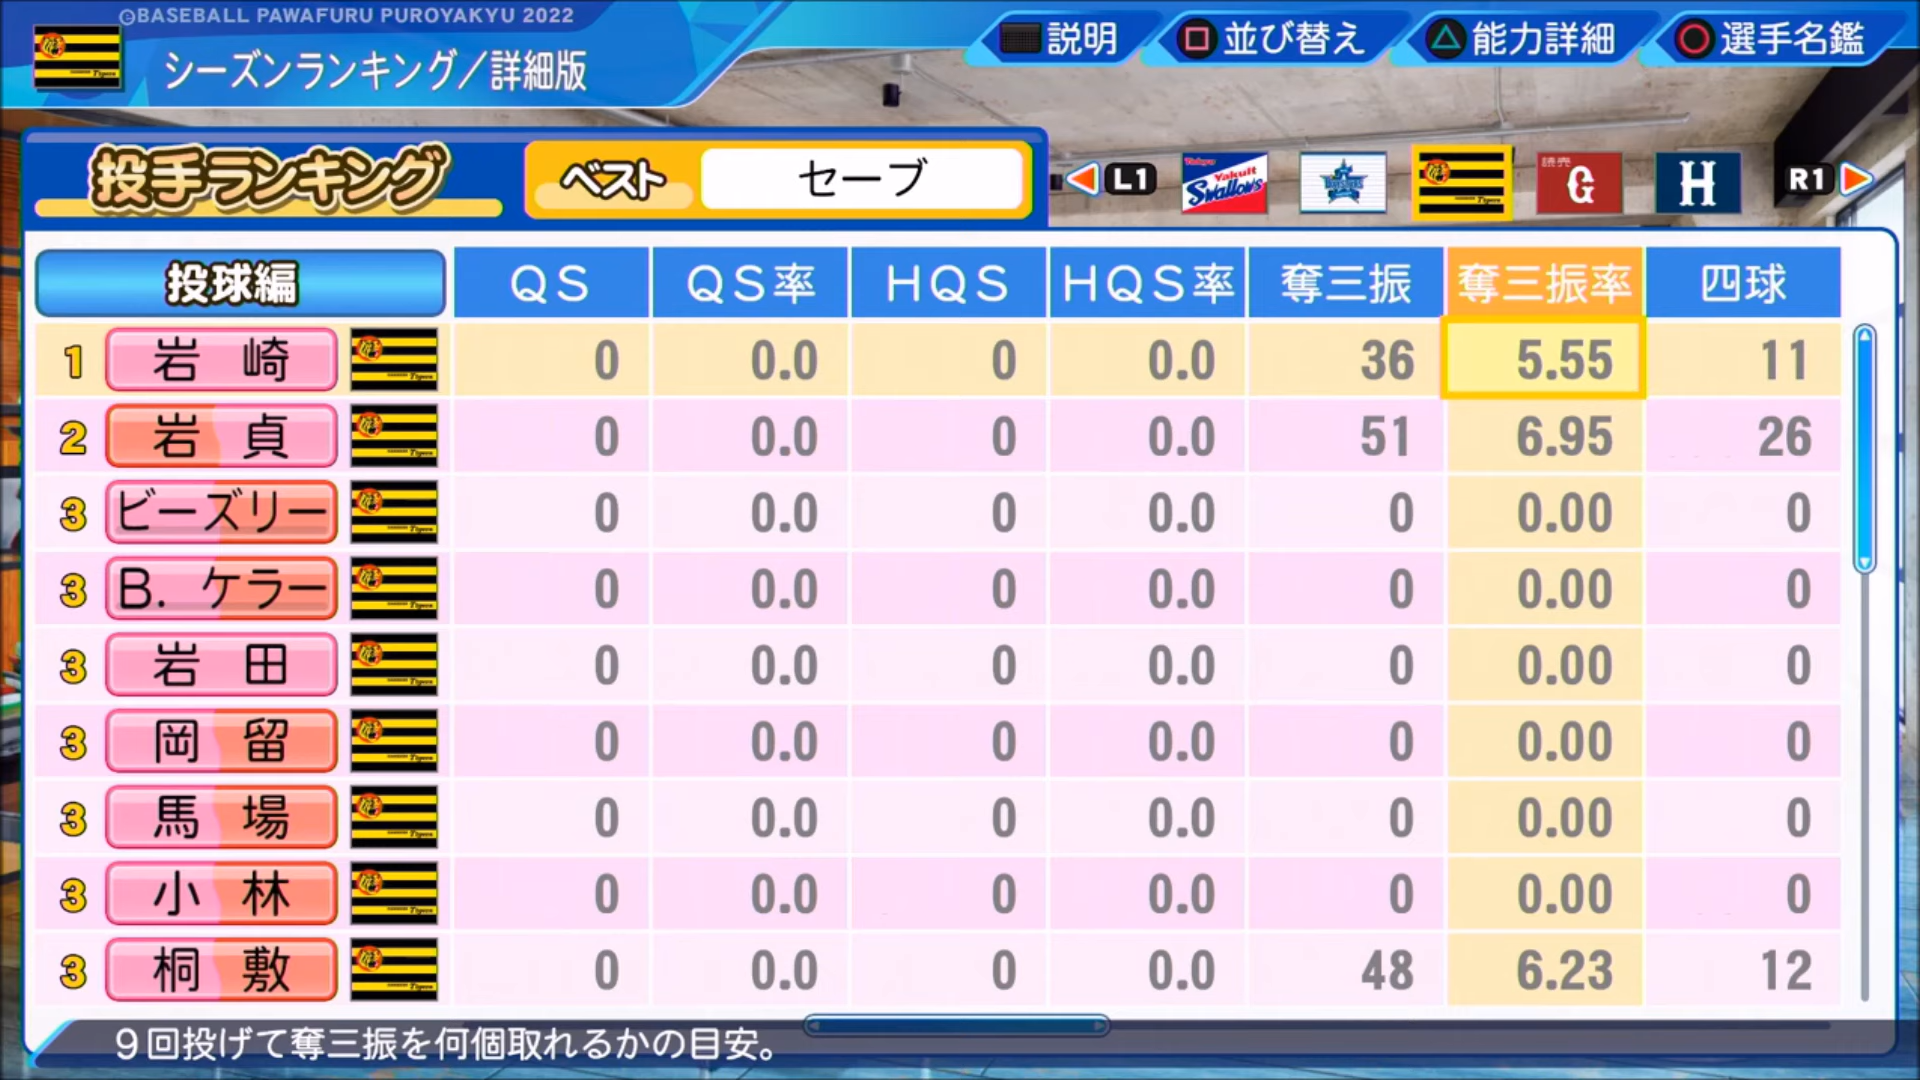 ©BASEBALL PAWAFURU PUROYAKYU 2022
シーズンランキング／詳細版
説明 並び替え 能力詳細 選手名鑑
投手ランキング ベスト セーブ
L1 Yakult Swallows 読売 G H R1
投球編 QS QS率 HQS HQS率 奪三振 奪三振率 四球
1 岩崎 0 0.0 0 0.0 36 5.55 11
2 岩貞 0 0.0 0 0.0 51 6.95 26
3 ビーズリー 0 0.0 0 0.0 0 0.00 0
3 B. ケラー 0 0.0 0 0.0 0 0.00 0
3 岩田 0 0.0 0 0.0 0 0.00 0
3 岡留 0 0.0 0 0.0 0 0.00 0
3 馬場 0 0.0 0 0.0 0 0.00 0
3 小林 0 0.0 0 0.0 0 0.00 0
3 桐敷 0 0.0 0 0.0 48 6.23 12
９回投げて奪三振を何個取れるかの目安。